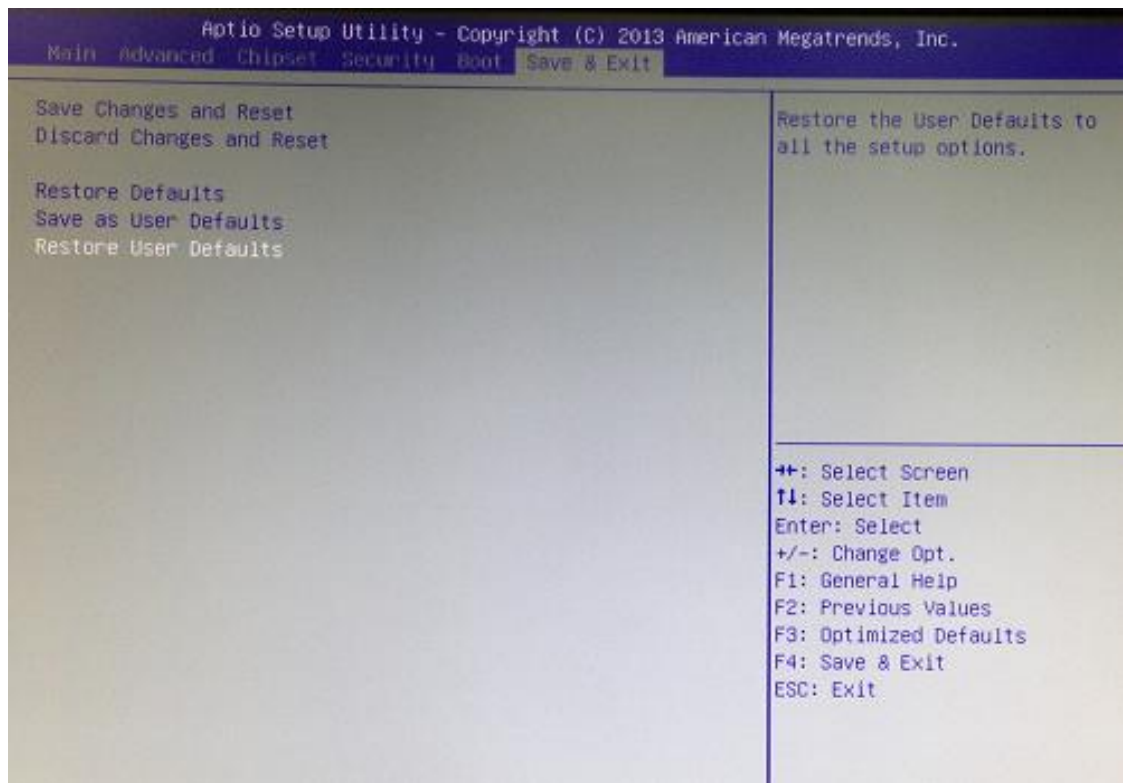 Aptio Setup Utility - Copyright (C) 2013 American Megatrends, Inc.
Main Advanced Chipset Security Boot Save & Exit
Save Changes and Reset
Discard Changes and Reset
Restore Defaults
Save as User Defaults
Restore User Defaults
Restore the User Defaults to
all the setup options.
→←: Select Screen
↑↓: Select Item
Enter: Select
+/-: Change Opt.
F1: General Help
F2: Previous Values
F3: Optimized Defaults
F4: Save & Exit
ESC: Exit